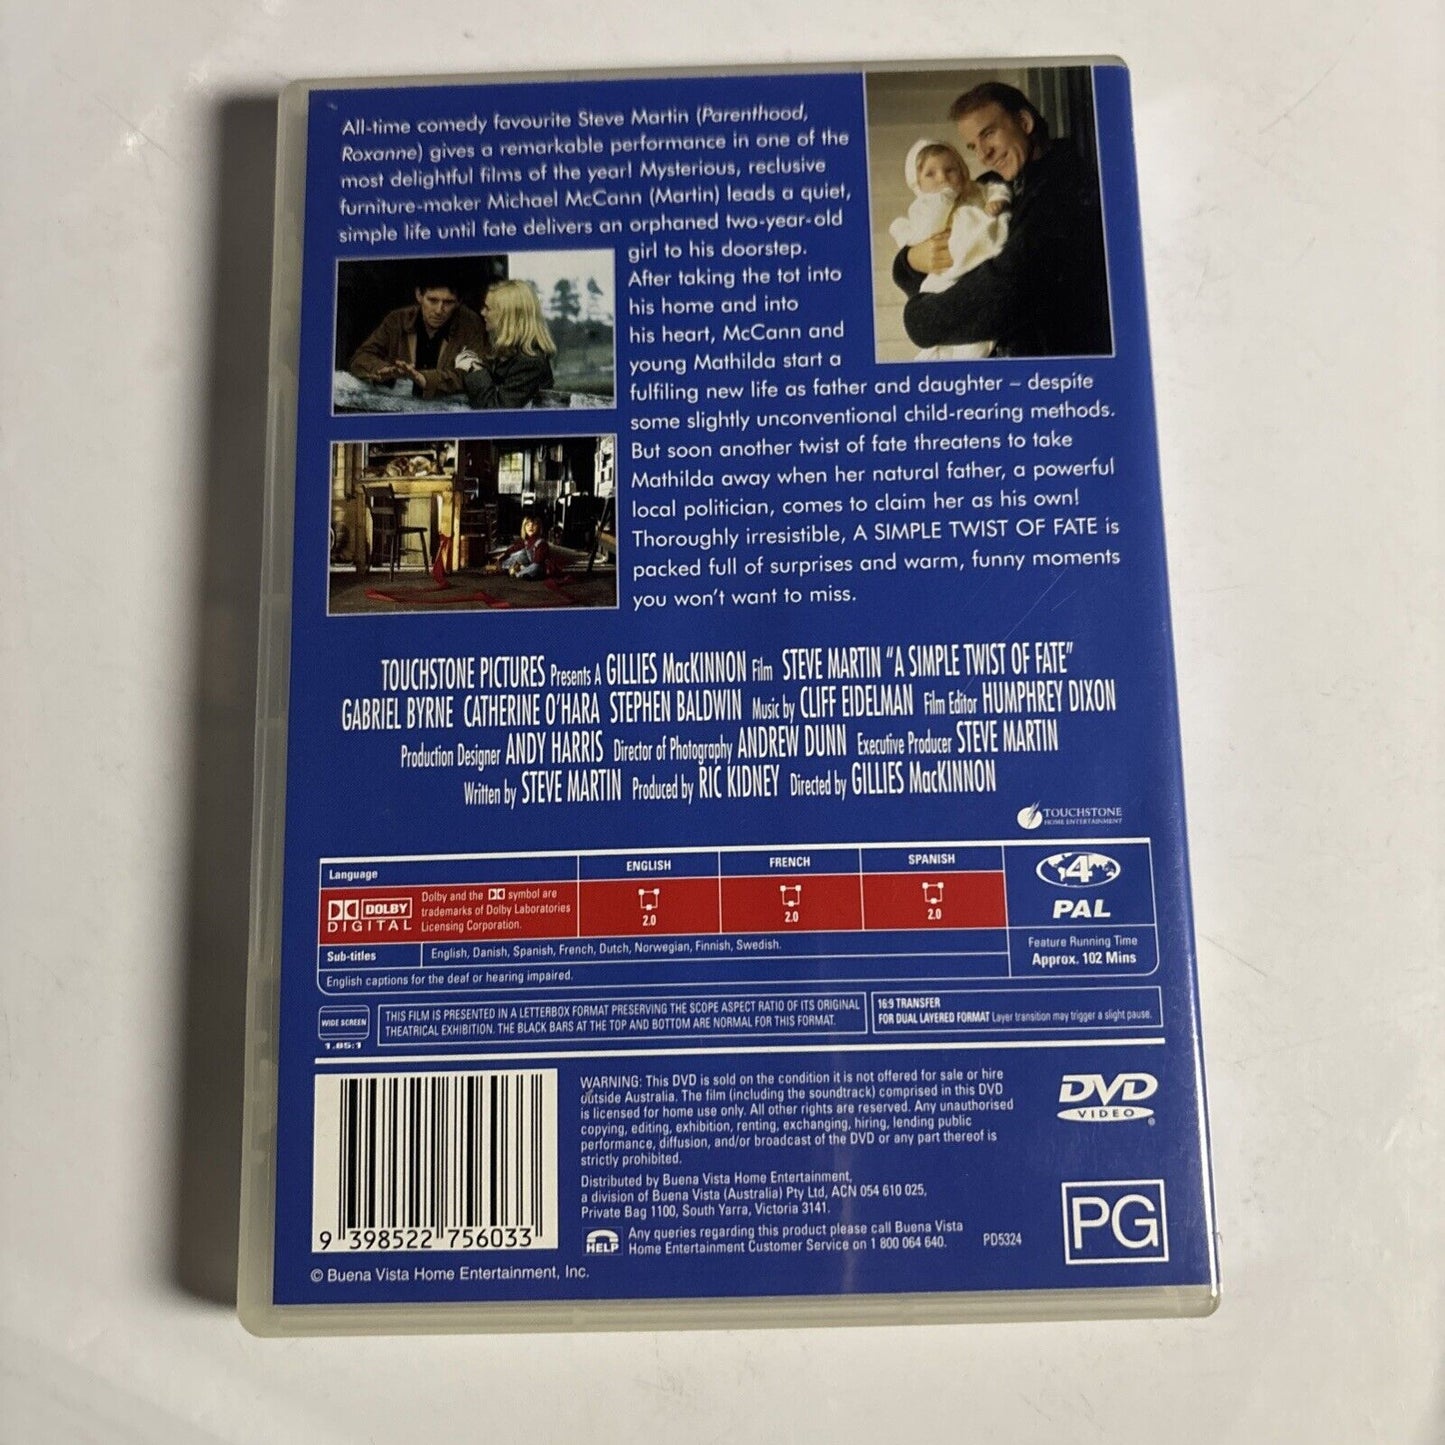 All-time comedy favourite Steve Martin (Parenthood,
Roxanne) gives a remarkable performance in one of the
most delightful films of the year! Mysterious, reclusive
furniture-maker Michael McCann (Martin) leads a quiet,
simple life until fate delivers an orphaned two-year-old
girl to his doorstep.
After taking the tot into
his home and into
his heart, McCann and
young Mathilda start a
fulfiling new life as father and daughter – despite
some slightly unconventional child-rearing methods.
But soon another twist of fate threatens to take
Mathilda away when her natural father, a powerful
local politician, comes to claim her as his own!
Thoroughly irresistible, A SIMPLE TWIST OF FATE is
packed full of surprises and warm, funny moments
you won't want to miss.
TOUCHSTONE PICTURES Presents A GILLIES MacKINNON Film STEVE MARTIN "A SIMPLE TWIST OF FATE"
GABRIEL BYRNE CATHERINE O'HARA STEPHEN BALDWIN Music by CLIFF EIDELMAN Film Editor HUMPHREY DIXON
Production Designer ANDY HARRIS Director of Photography ANDREW DUNN Executive Producer STEVE MARTIN
Written by STEVE MARTIN Produced by RIC KIDNEY Directed by GILLIES MacKINNON
TOUCHSTONE
HOME ENTERTAINMENT
Language ENGLISH FRENCH SPANISH
DOLBY
DIGITAL
Dolby and the DD symbol are
trademarks of Dolby Laboratories
Licensing Corporation.
2.0 2.0 2.0
4
PAL
Sub-titles English, Danish, Spanish, French, Dutch, Norwegian, Finnish, Swedish.
English captions for the deaf or hearing impaired.
Feature Running Time
Approx. 102 Mins
WIDE SCREEN
1.85:1
THIS FILM IS PRESENTED IN A LETTERBOX FORMAT PRESERVING THE SCOPE ASPECT RATIO OF ITS ORIGINAL
THEATRICAL EXHIBITION. THE BLACK BARS AT THE TOP AND BOTTOM ARE NORMAL FOR THIS FORMAT.
16:9 TRANSFER
FOR DUAL LAYERED FORMAT Layer transition may trigger a slight pause.
WARNING: This DVD is sold on the condition it is not offered for sale or hire
outside Australia. The film (including the soundtrack) comprised in this DVD
is licensed for home use only. All other rights are reserved. Any unauthorised
copying, editing, exhibition, renting, exchanging, hiring, lending public
performance, diffusion, and/or broadcast of the DVD or any part thereof is
strictly prohibited.
Distributed by Buena Vista Home Entertainment,
a division of Buena Vista (Australia) Pty Ltd, ACN 054 610 025,
Private Bag 1100, South Yarra, Victoria 3141.
HELP
Any queries regarding this product please call Buena Vista
Home Entertainment Customer Service on 1 800 064 640.
PD5324
DVD
VIDEO
PG
9 398522 756033
© Buena Vista Home Entertainment, Inc.